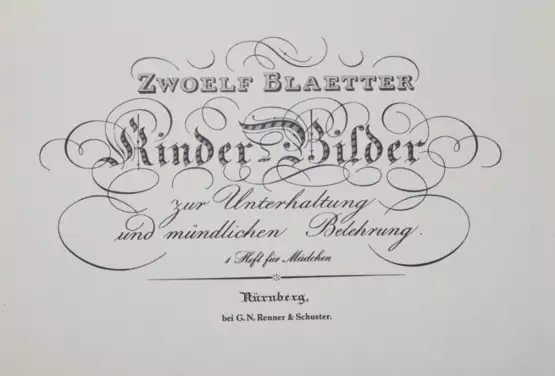 ZWOELF BLAETTER
Kinder-Bilder
zur Unterhaltung
und mündlichen Belehrung.
1 Heft für Mädchen
Nürnberg,
bei G. N. Renner & Schuster.